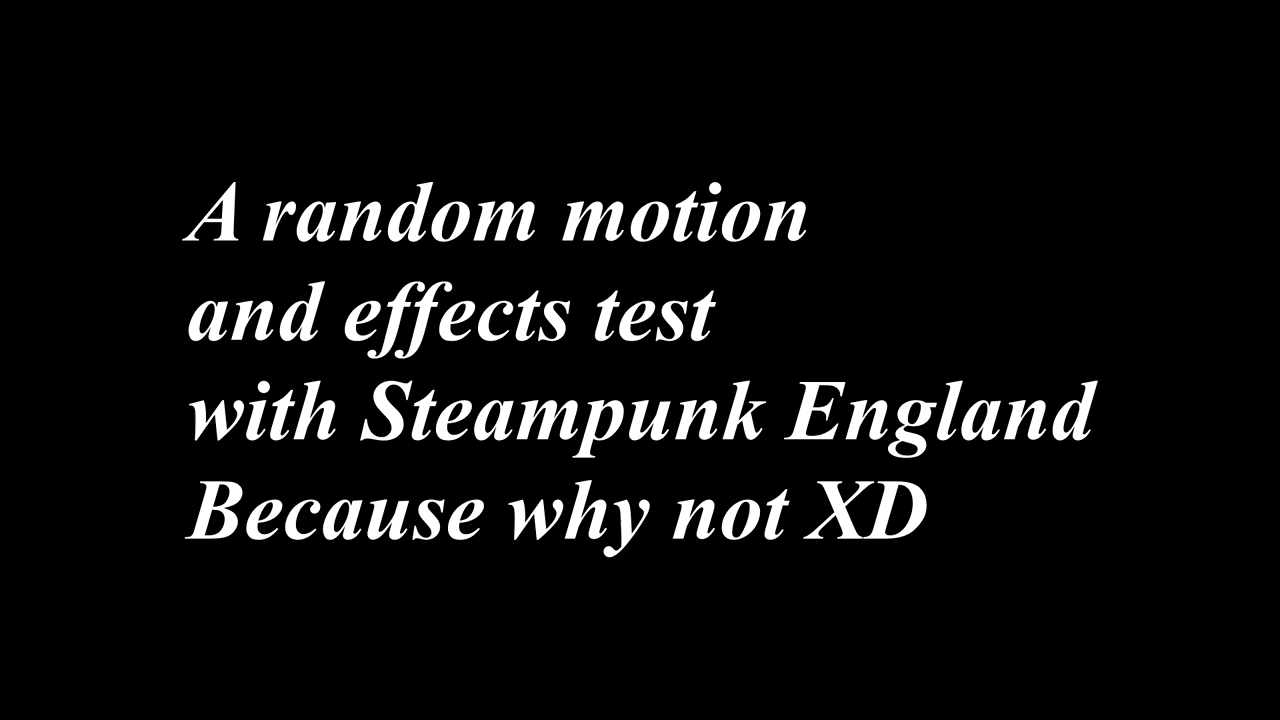 A random motion
and effects test
with Steampunk England
Because why not XD